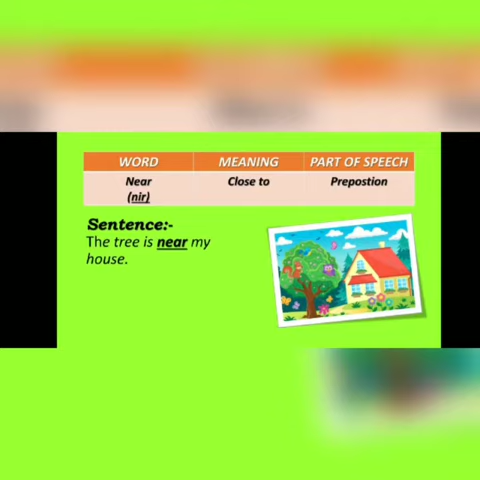 WORD MEANING PART OF SPEECH
Near Close to Prepostion
(nir)
Sentence:-
The tree is near my
house.